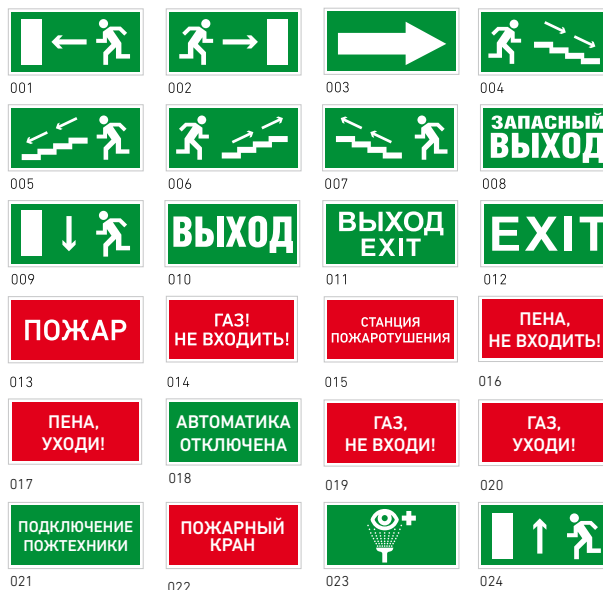 001
002
003
004
ЗАПАСНЫЙ
ВЫХОД
005
006
007
008
ВЫХОД
ВЫХОД
EXIT
EXIT
009
010
011
012
ПОЖАР
ГАЗ!
НЕ ВХОДИТЬ!
СТАНЦИЯ
ПОЖАРОТУШЕНИЯ
ПЕНА,
НЕ ВХОДИТЬ!
013
014
015
016
ПЕНА,
УХОДИ!
АВТОМАТИКА
ОТКЛЮЧЕНА
ГАЗ,
НЕ ВХОДИ!
ГАЗ,
УХОДИ!
017
018
019
020
ПОДКЛЮЧЕНИЕ
ПОЖТЕХНИКИ
ПОЖАРНЫЙ
КРАН
021
022
023
024